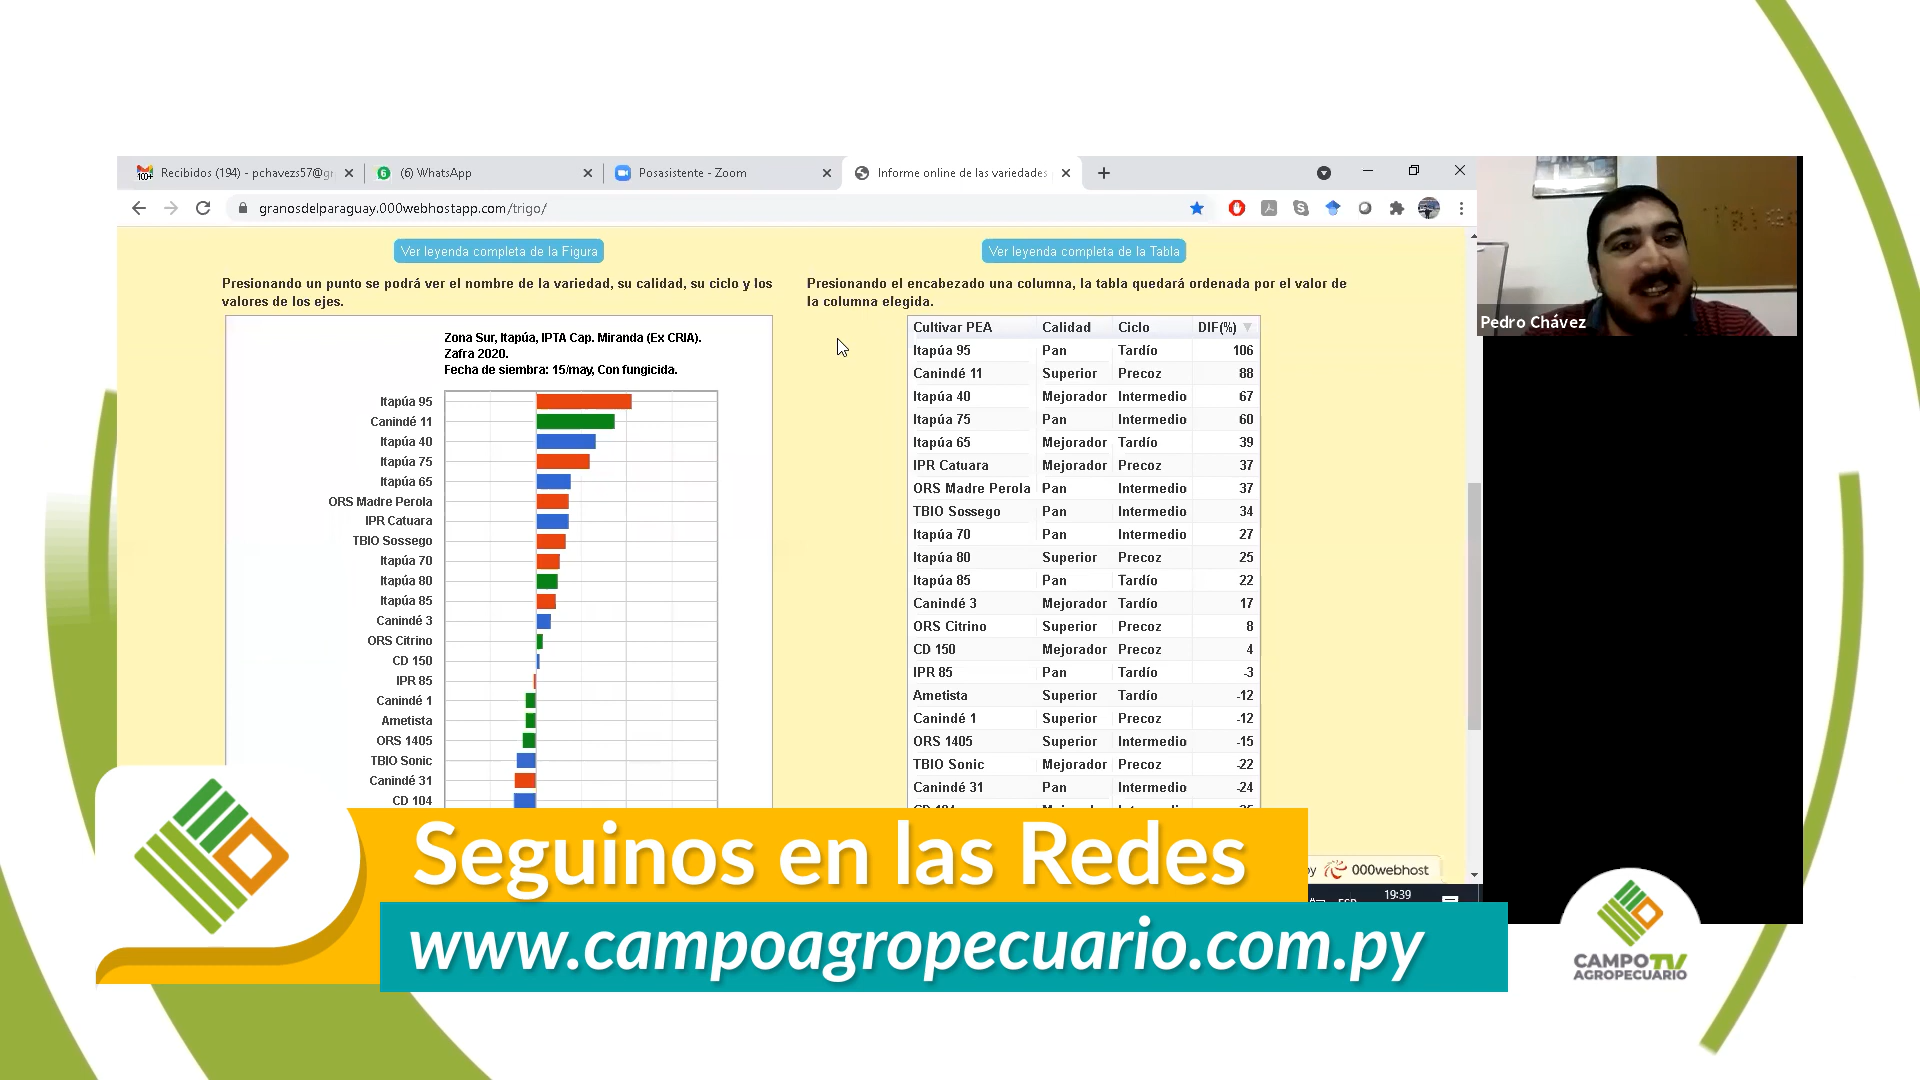 Recibidos (194) - pchavezs57@gr
(6) WhatsApp
Posasistente - Zoom
Informe online de las variedades
granosdelparaguay.000webhostapp.com/trigo/
Ver leyenda completa de la Figura
Presionando un punto se podrá ver el nombre de la variedad, su calidad, su ciclo y los
valores de los ejes.
Zona Sur, Itapúa, IPTA Cap. Miranda (Ex CRIA).
Zafra 2020.
Fecha de siembra: 15/may, Con fungicida.
Itapúa 95
Canindé 11
Itapúa 40
Itapúa 75
Itapúa 65
ORS Madre Perola
IPR Catuara
TBIO Sossego
Itapúa 70
Itapúa 80
Itapúa 85
Canindé 3
ORS Citrino
CD 150
IPR 85
Canindé 1
Ametista
ORS 1405
TBIO Sonic
Canindé 31
CD 104
Ver leyenda completa de la Tabla
Presionando el encabezado una columna, la tabla quedará ordenada por el valor de
la columna elegida.
Cultivar PEA Calidad Ciclo DIF(%)
Itapúa 95 Pan Tardío 106
Canindé 11 Superior Precoz 88
Itapúa 40 Mejorador Intermedio 67
Itapúa 75 Pan Intermedio 60
Itapúa 65 Mejorador Tardío 39
IPR Catuara Mejorador Precoz 37
ORS Madre Perola Pan Intermedio 37
TBIO Sossego Pan Intermedio 34
Itapúa 70 Pan Intermedio 27
Itapúa 80 Superior Precoz 25
Itapúa 85 Pan Tardío 22
Canindé 3 Mejorador Tardío 17
ORS Citrino Superior Precoz 8
CD 150 Mejorador Precoz 4
IPR 85 Pan Tardío -3
Ametista Superior Tardío -12
Canindé 1 Superior Precoz -12
ORS 1405 Superior Intermedio -15
TBIO Sonic Mejorador Precoz -22
Canindé 31 Pan Intermedio -24
Pedro Chávez
by 000webhost
19:39
Seguinos en las Redes
www.campoagropecuario.com.py
CAMPO TV
AGROPECUARIO